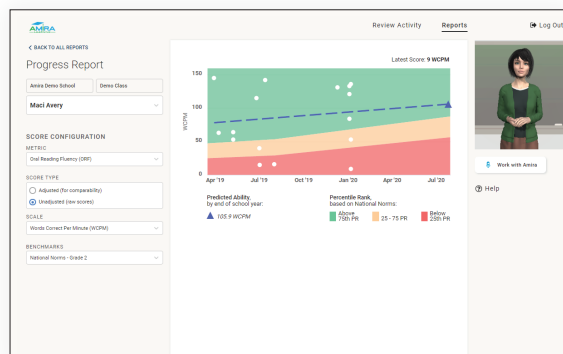 AMIRA
Review Activity
Reports
Log Out
BACK TO ALL REPORTS
Progress Report
Amira Demo School
Demo Class
Maci Avery
SCORE CONFIGURATION
METRIC
Oral Reading Fluency (ORF)
SCORE TYPE
Adjusted (for comparability)
Unadjusted (raw scores)
SCALE
Words Correct Per Minute (WCPM)
BENCHMARKS
National Norms - Grade 2
Latest Score: 9 WCPM
WCPM
150
100
50
0
Apr '19
Jul '19
Oct '19
Jan '20
Apr '20
Jul '20
Predicted Ability,
by end of school year:
105.9 WCPM
Percentile Rank,
based on National Norms:
Above
75th PR
25 - 75 PR
Below
25th PR
Work with Amira
Help